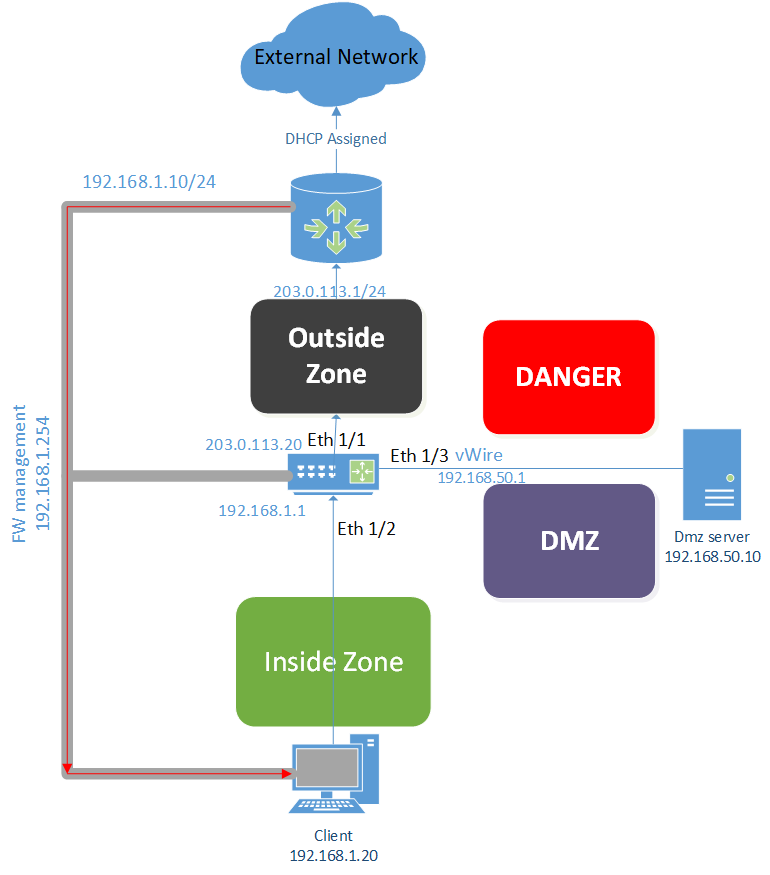 External Network
DHCP Assigned
192.168.1.10/24
203.0.113.1/24
Outside
Zone
DANGER
FW management
192.168.1.254
203.0.113.20
Eth 1/1
Eth 1/3
vWire
192.168.50.1
192.168.1.1
Eth 1/2
DMZ
Dmz server
192.168.50.10
Inside Zone
Client
192.168.1.20